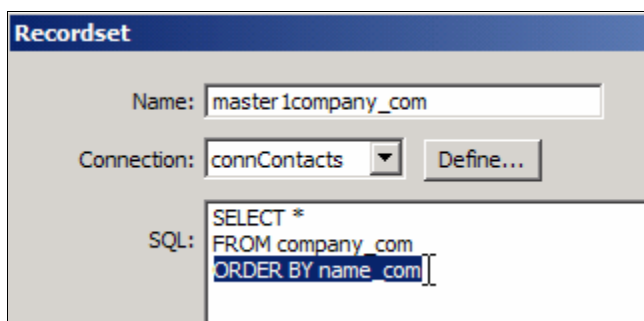 Recordset
Name: master1company_com
Connection: connContacts Define...
SQL: SELECT *
FROM company_com
ORDER BY name_com